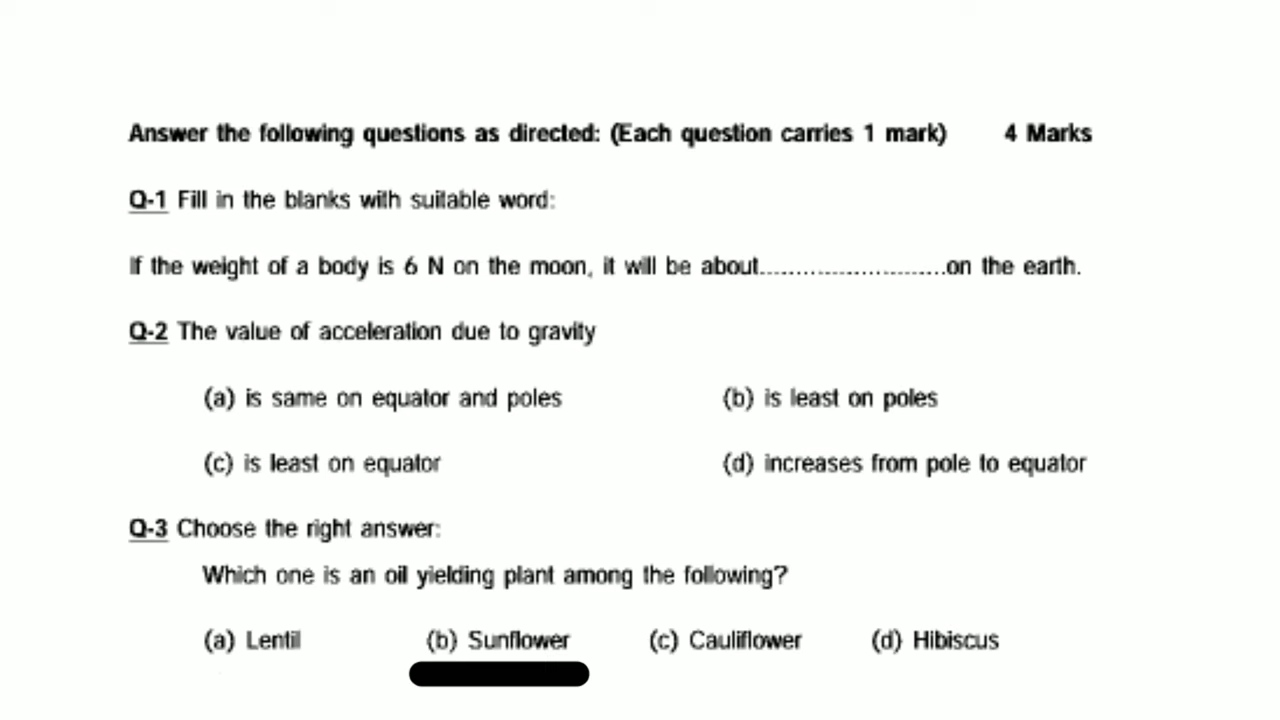 Answer the following questions as directed: (Each question carries 1 mark) 4 Marks
Q-1 Fill in the blanks with suitable word:
If the weight of a body is 6 N on the moon, it will be about..........................on the earth.
Q-2 The value of acceleration due to gravity
(a) is same on equator and poles (b) is least on poles
(c) is least on equator (d) increases from pole to equator
Q-3 Choose the right answer:
Which one is an oil yielding plant among the following?
(a) Lentil (b) Sunflower (c) Cauliflower (d) Hibiscus